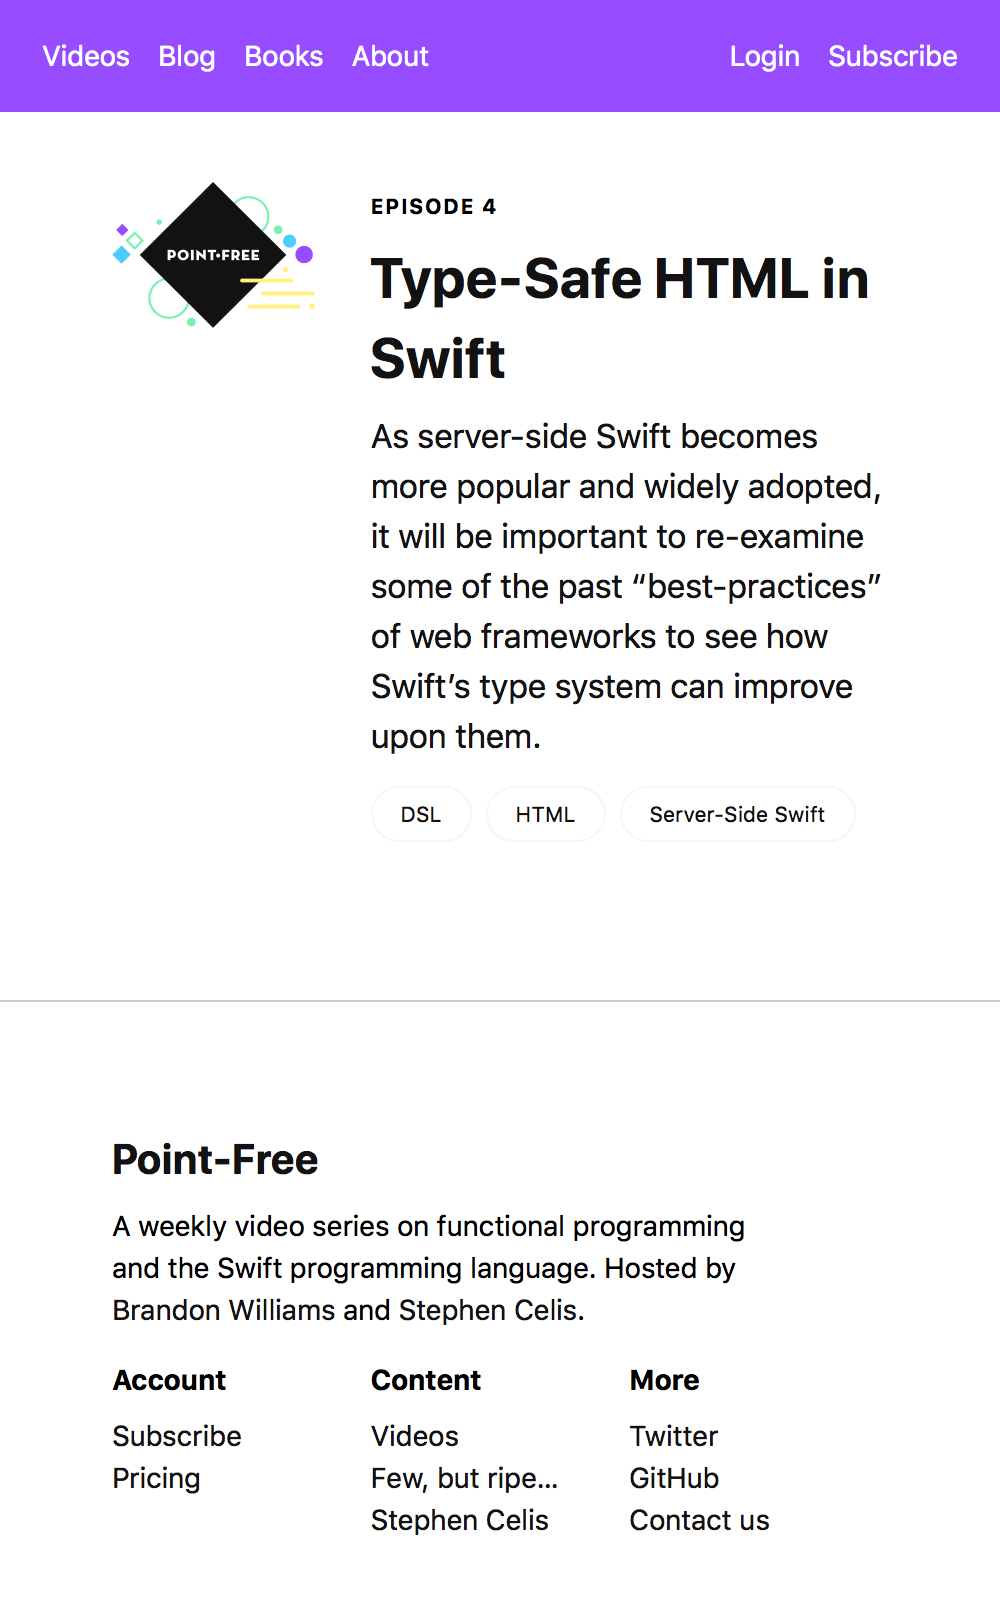 Videos Blog Books About Login Subscribe
POINT•FREE
EPISODE 4
Type-Safe HTML in
Swift
As server-side Swift becomes
more popular and widely adopted,
it will be important to re-examine
some of the past “best-practices”
of web frameworks to see how
Swift’s type system can improve
upon them.
DSL HTML Server-Side Swift
Point-Free
A weekly video series on functional programming
and the Swift programming language. Hosted by
Brandon Williams and Stephen Celis.
Account
Subscribe
Pricing
Content
Videos
Few, but ripe...
Stephen Celis
More
Twitter
GitHub
Contact us